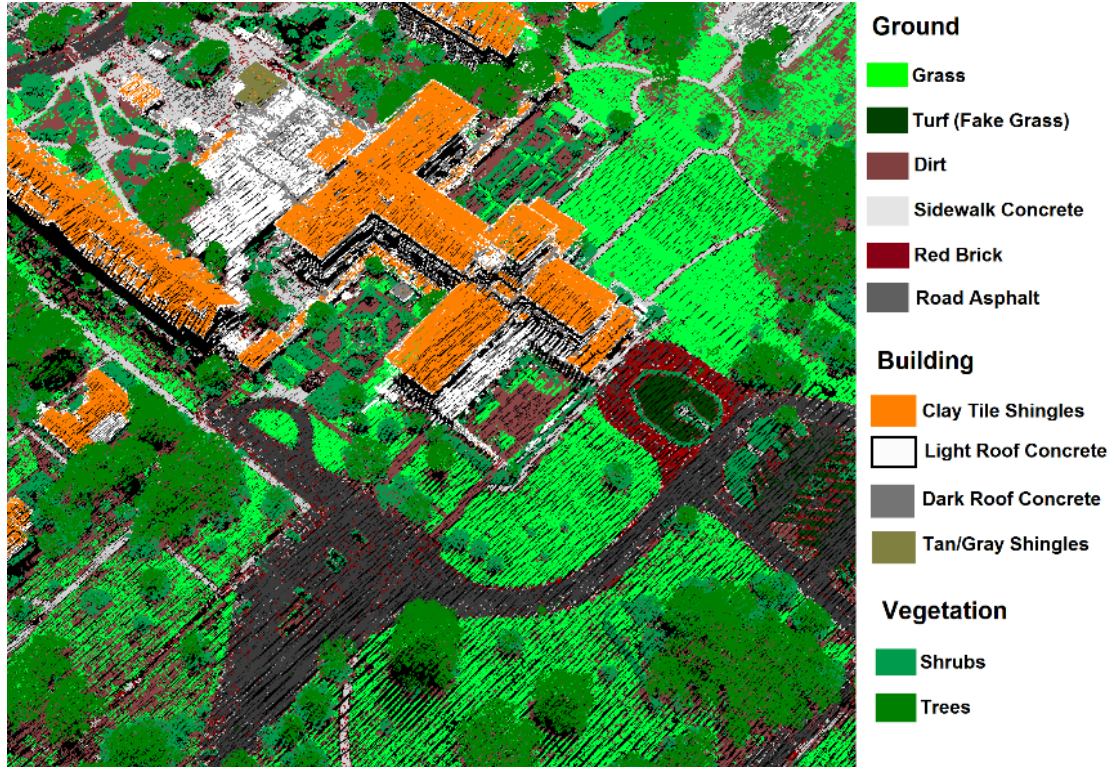 Ground
Grass
Turf (Fake Grass)
Dirt
Sidewalk Concrete
Red Brick
Road Asphalt
Building
Clay Tile Shingles
Light Roof Concrete
Dark Roof Concrete
Tan/Gray Shingles
Vegetation
Shrubs
Trees